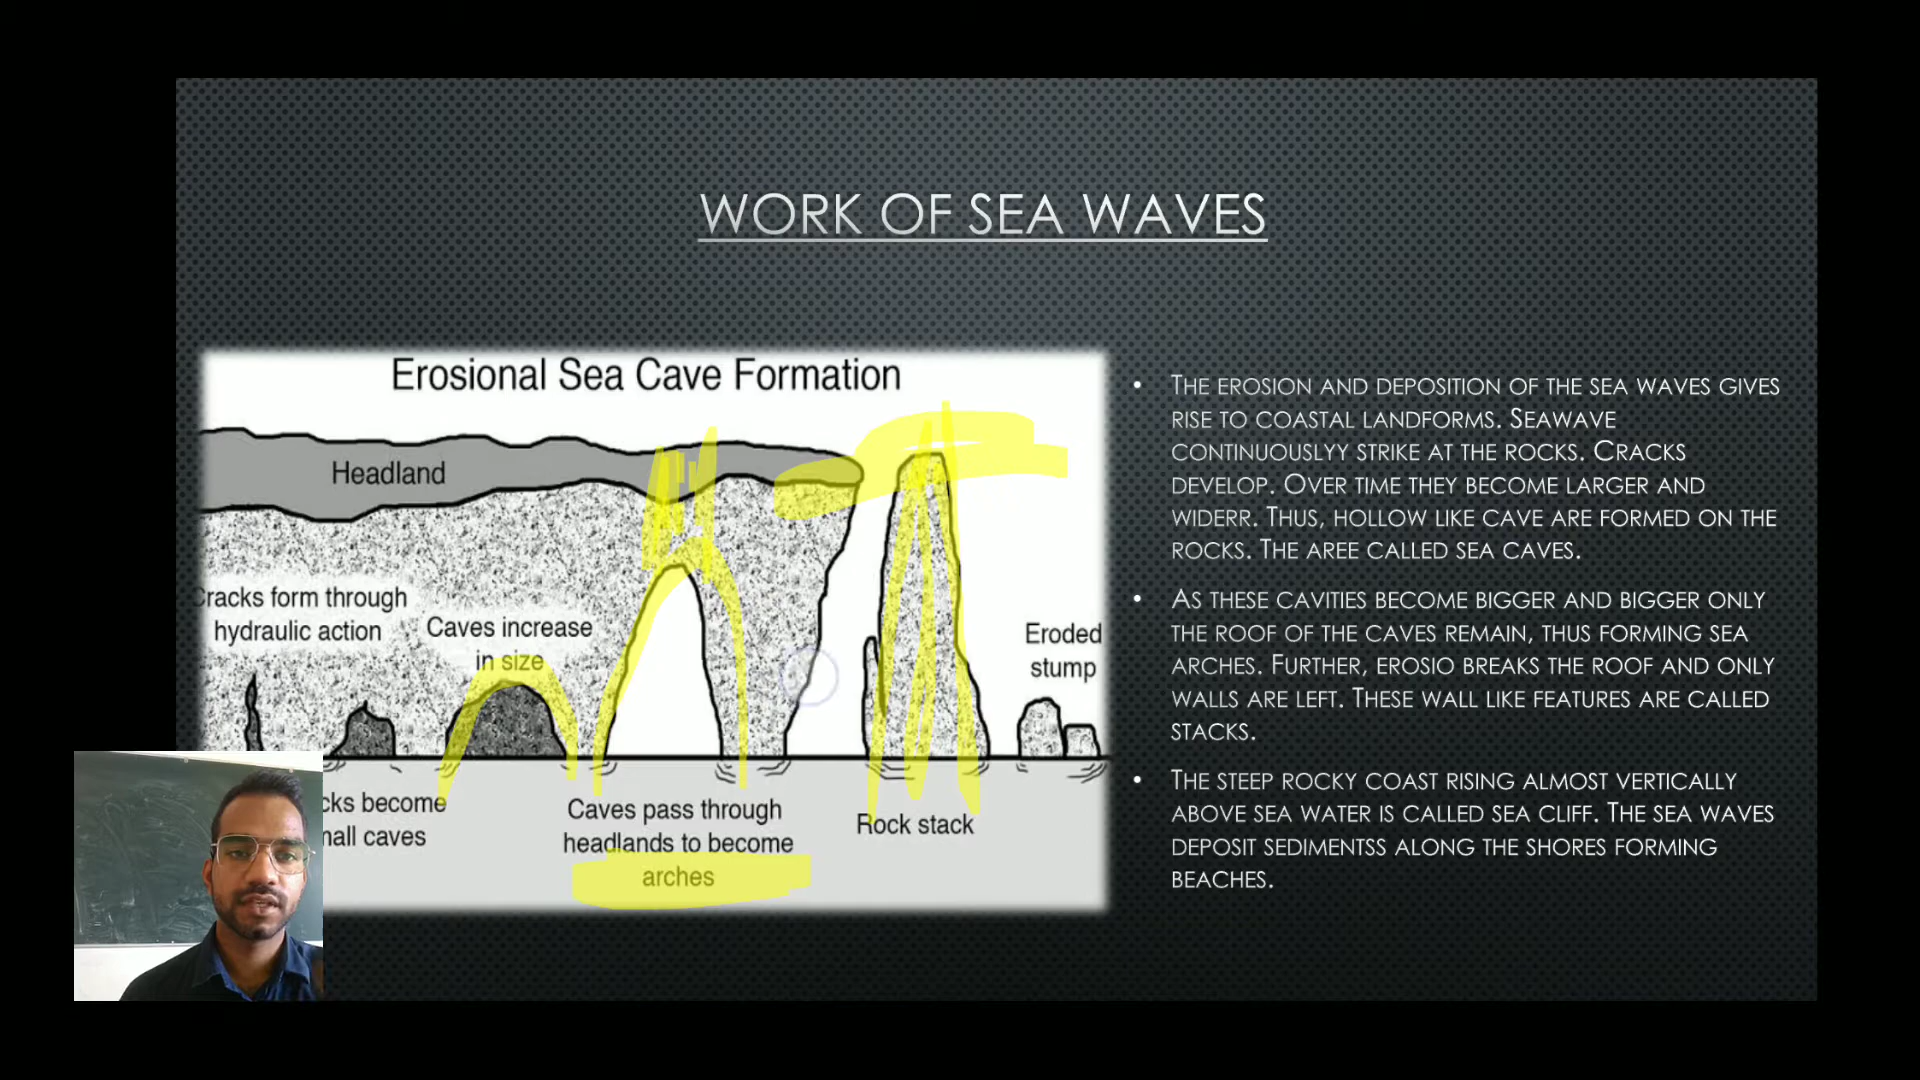 WORK OF SEA WAVES
Erosional Sea Cave Formation
Headland
Cracks form through
hydraulic action
Caves increase
in size
Eroded
stump
become
caves
Caves pass through
headlands to become
arches
Rock stack
• THE EROSION AND DEPOSITION OF THE SEA WAVES GIVES
RISE TO COASTAL LANDFORMS. SEAWAVE
CONTINUOUSLYY STRIKE AT THE ROCKS. CRACKS
DEVELOP. OVER TIME THEY BECOME LARGER AND
WIDERR. THUS, HOLLOW LIKE CAVE ARE FORMED ON THE
ROCKS. THE AREE CALLED SEA CAVES.
• AS THESE CAVITIES BECOME BIGGER AND BIGGER ONLY
THE ROOF OF THE CAVES REMAIN, THUS FORMING SEA
ARCHES. FURTHER, EROSIO BREAKS THE ROOF AND ONLY
WALLS ARE LEFT. THESE WALL LIKE FEATURES ARE CALLED
STACKS.
• THE STEEP ROCKY COAST RISING ALMOST VERTICALLY
ABOVE SEA WATER IS CALLED SEA CLIFF. THE SEA WAVES
DEPOSIT SEDIMENTSS ALONG THE SHORES FORMING
BEACHES.